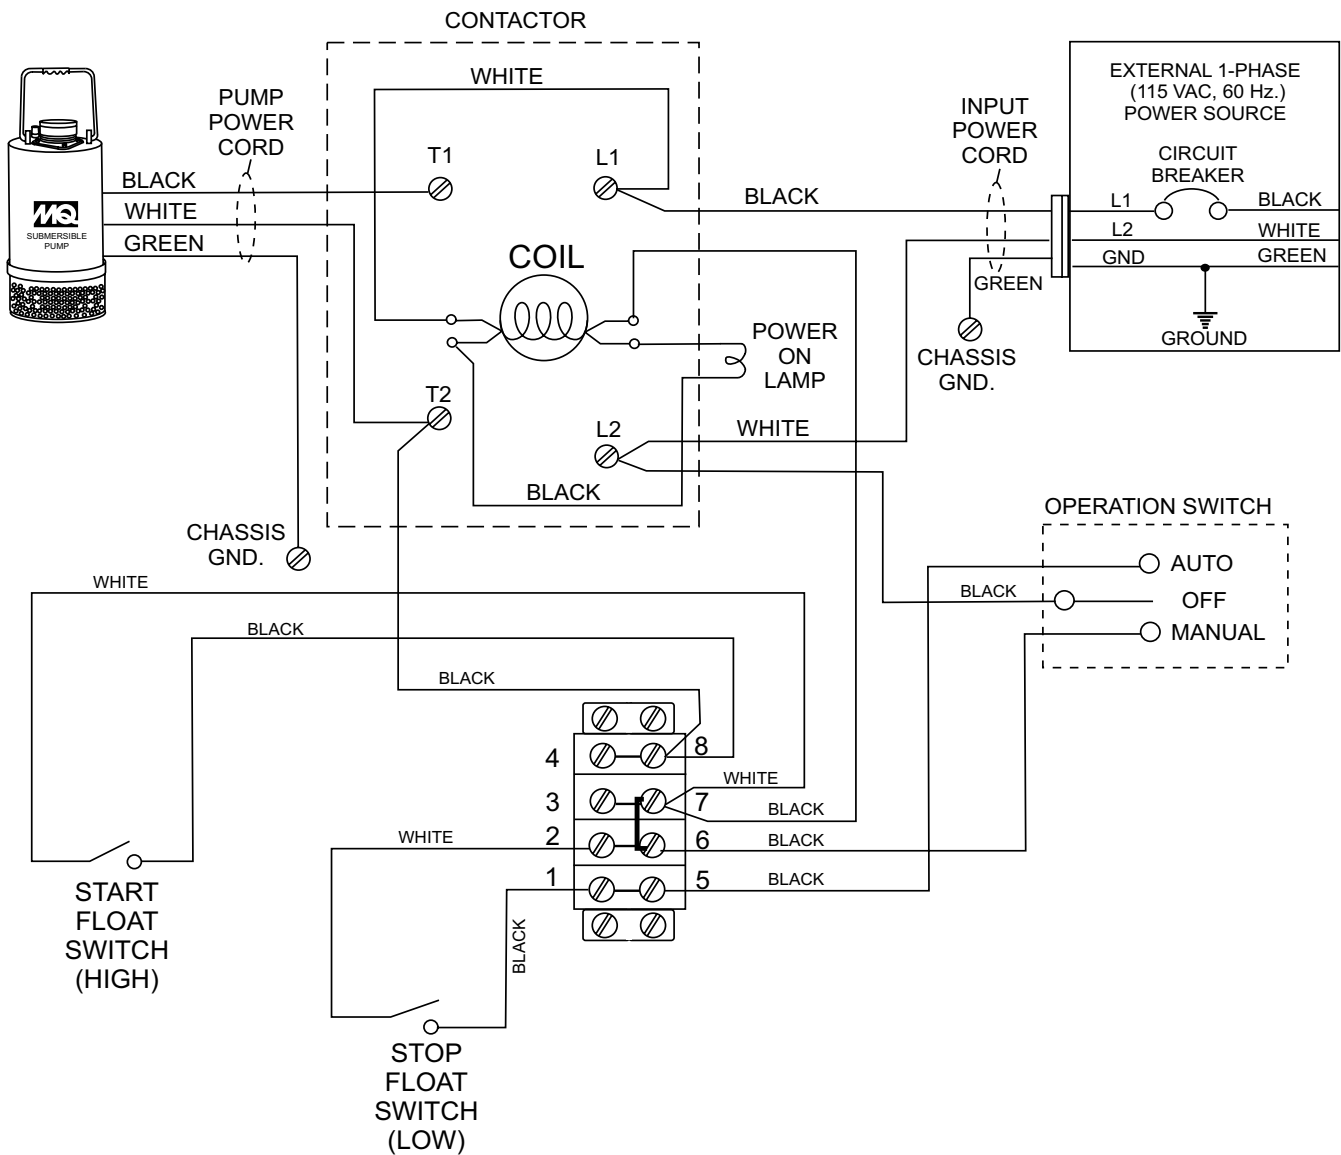 CONTACTOR
WHITE
PUMP
POWER
CORD
T1
L1
BLACK
WHITE
GREEN
MQ
SUBMERSIBLE
PUMP
COIL
BLACK
INPUT
POWER
CORD
EXTERNAL 1-PHASE
(115 VAC, 60 Hz.)
POWER SOURCE
CIRCUIT
BREAKER
L1
BLACK
L2
WHITE
GND
GREEN
GROUND
GREEN
CHASSIS
GND.
POWER
ON
LAMP
T2
L2
WHITE
BLACK
CHASSIS
GND.
OPERATION SWITCH
AUTO
BLACK
OFF
MANUAL
WHITE
BLACK
BLACK
4
8
WHITE
3
7
BLACK
WHITE
2
6
BLACK
1
5
BLACK
BLACK
START
FLOAT
SWITCH
(HIGH)
STOP
FLOAT
SWITCH
(LOW)